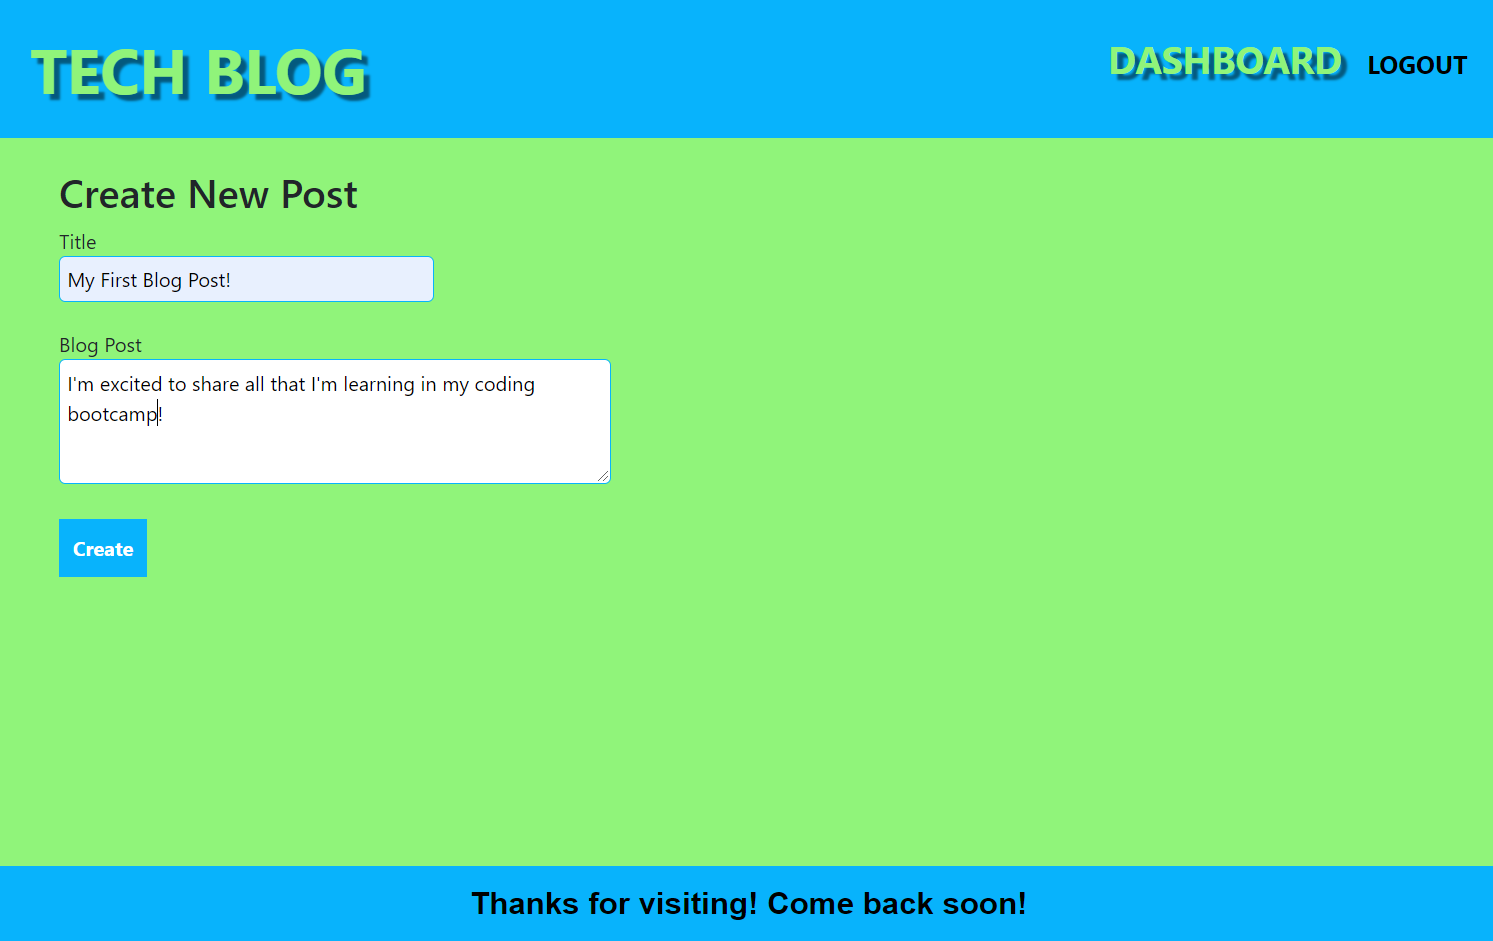 TECH BLOG
DASHBOARD
LOGOUT
Create New Post
Title
My First Blog Post!
Blog Post
I'm excited to share all that I'm learning in my coding
bootcamp!
Create
Thanks for visiting! Come back soon!